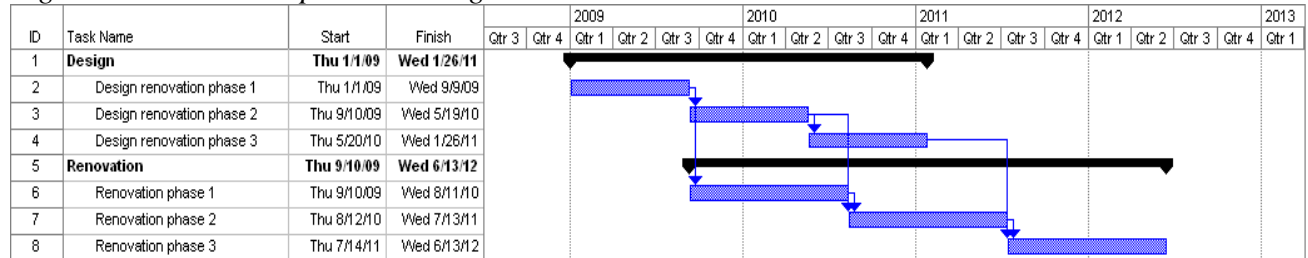 2009 2010 2011 2012 2013
ID Task Name Start Finish Qtr 3 Qtr 4 Qtr 1 Qtr 2 Qtr 3 Qtr 4 Qtr 1 Qtr 2 Qtr 3 Qtr 4 Qtr 1 Qtr 2 Qtr 3 Qtr 4 Qtr 1 Qtr 2 Qtr 3 Qtr 4 Qtr 1
1 Design Thu 1/1/09 Wed 1/26/11
2 Design renovation phase 1 Thu 1/1/09 Wed 9/9/09
3 Design renovation phase 2 Thu 9/10/09 Wed 5/19/10
4 Design renovation phase 3 Thu 5/20/10 Wed 1/26/11
5 Renovation Thu 9/10/09 Wed 6/13/12
6 Renovation phase 1 Thu 9/10/09 Wed 8/11/10
7 Renovation phase 2 Thu 8/12/10 Wed 7/13/11
8 Renovation phase 3 Thu 7/14/11 Wed 6/13/12